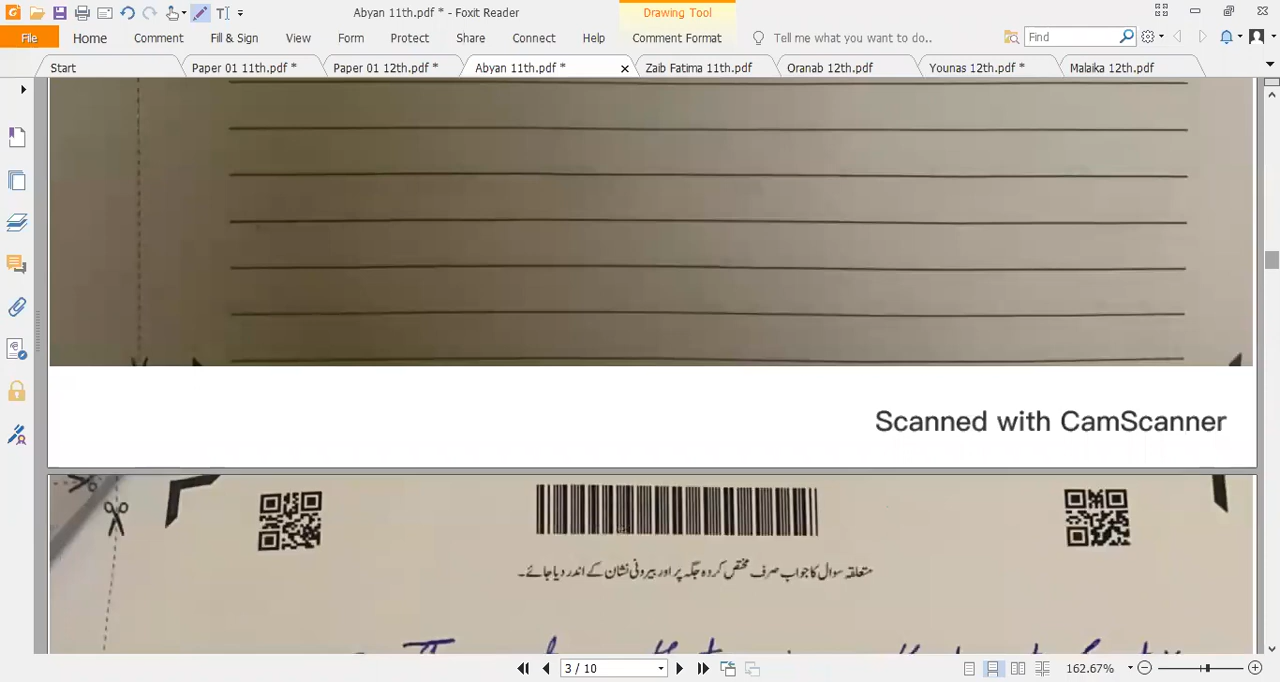 Abyan 11th.pdf * - Foxit Reader
Drawing Tool
File
Home
Comment
Fill & Sign
View
Form
Protect
Share
Connect
Help
Comment Format
Tell me what you want to do..
Find
Start
Paper 01 11th.pdf *
Paper 01 12th.pdf *
Abyan 11th.pdf *
Zaib Fatima 11th.pdf
Oranab 12th.pdf
Younas 12th.pdf *
Malaika 12th.pdf
Scanned with CamScanner
متعلقہ سوال کا جواب صرف مختص کردہ جگہ پر اور بیرونی نشان کے اندر دیا جائے۔
3 / 10
162.67%